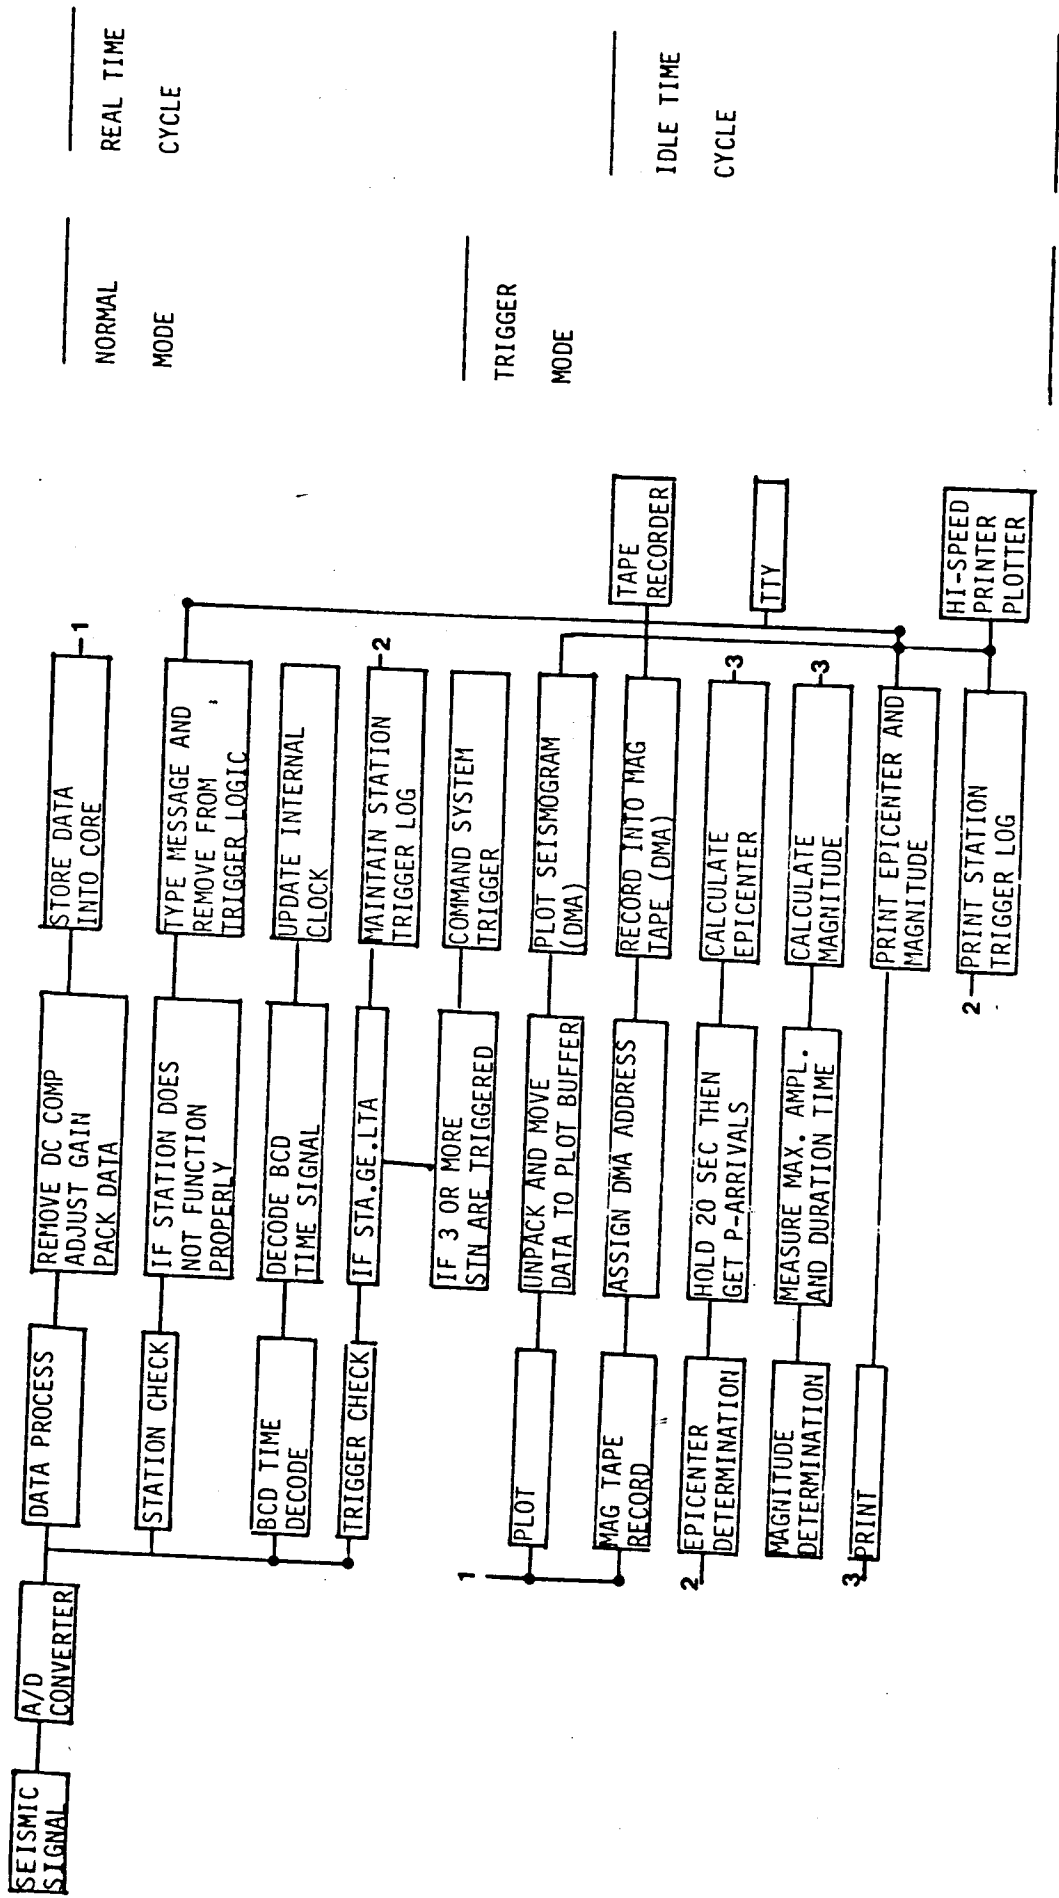 SEISMIC
SIGNAL
A/D
CONVERTER
DATA PROCESS
REMOVE DC COMP
ADJUST GAIN
PACK DATA
STORE DATA
INTO CORE
1
STATION CHECK
IF STATION DOES
NOT FUNCTION
PROPERLY
TYPE MESSAGE AND
REMOVE FROM
TRIGGER LOGIC
BCD TIME
DECODE
DECODE BCD
TIME SIGNAL
UPDATE INTERNAL
CLOCK
TRIGGER CHECK
IF STA.GE.LTA
MAINTAIN STATION
TRIGGER LOG
2
IF 3 OR MORE
STN ARE TRIGGERED
COMMAND SYSTEM
TRIGGER
1
PLOT
UNPACK AND MOVE
DATA TO PLOT BUFFER
PLOT SEISMOGRAM
(DMA)
MAG TAPE
RECORD
ASSIGN DMA ADDRESS
RECORD INTO MAG
TAPE (DMA)
TAPE
RECORDER
2
EPICENTER
DETERMINATION
HOLD 20 SEC THEN
GET P-ARRIVALS
CALCULATE
EPICENTER
3
TTY
MAGNITUDE
DETERMINATION
MEASURE MAX. AMPL.
AND DURATION TIME
CALCULATE
MAGNITUDE
3
3
PRINT
PRINT EPICENTER AND
MAGNITUDE
2
PRINT STATION
TRIGGER LOG
HI-SPEED
PRINTER
PLOTTER
NORMAL
MODE
TRIGGER
MODE
REAL TIME
CYCLE
IDLE TIME
CYCLE